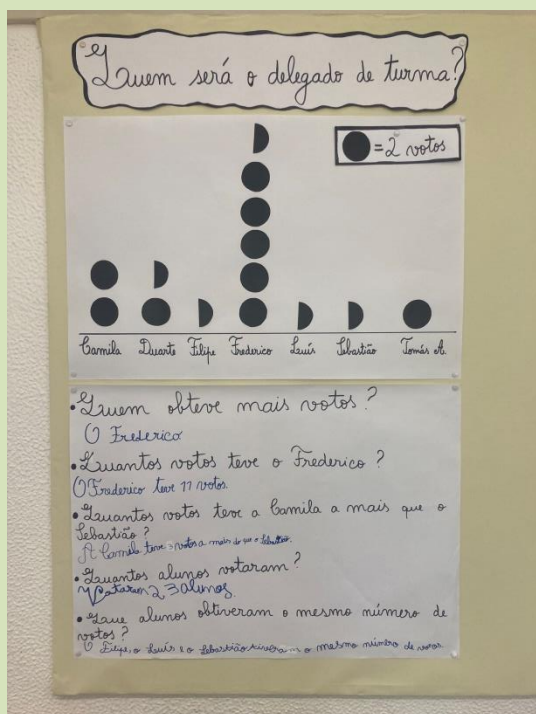 Quem será o delegado de turma?
= 2 votos
Camila Duarte Filipe Frederico Luís Sebastião Tomás A.
• Quem obteve mais votos?
O Frederico
• Quantos votos teve o Frederico?
O Frederico teve 11 votos.
• Quantos votos teve a Camila a mais que o
Sebastião?
A Camila teve 3 votos a mais do que o Sebastião.
• Quantos alunos votaram?
Votaram 23 alunos.
• Que alunos obtiveram o mesmo número de
votos?
O Filipe, o Luís e o Sebastião tiveram o mesmo número de votos.